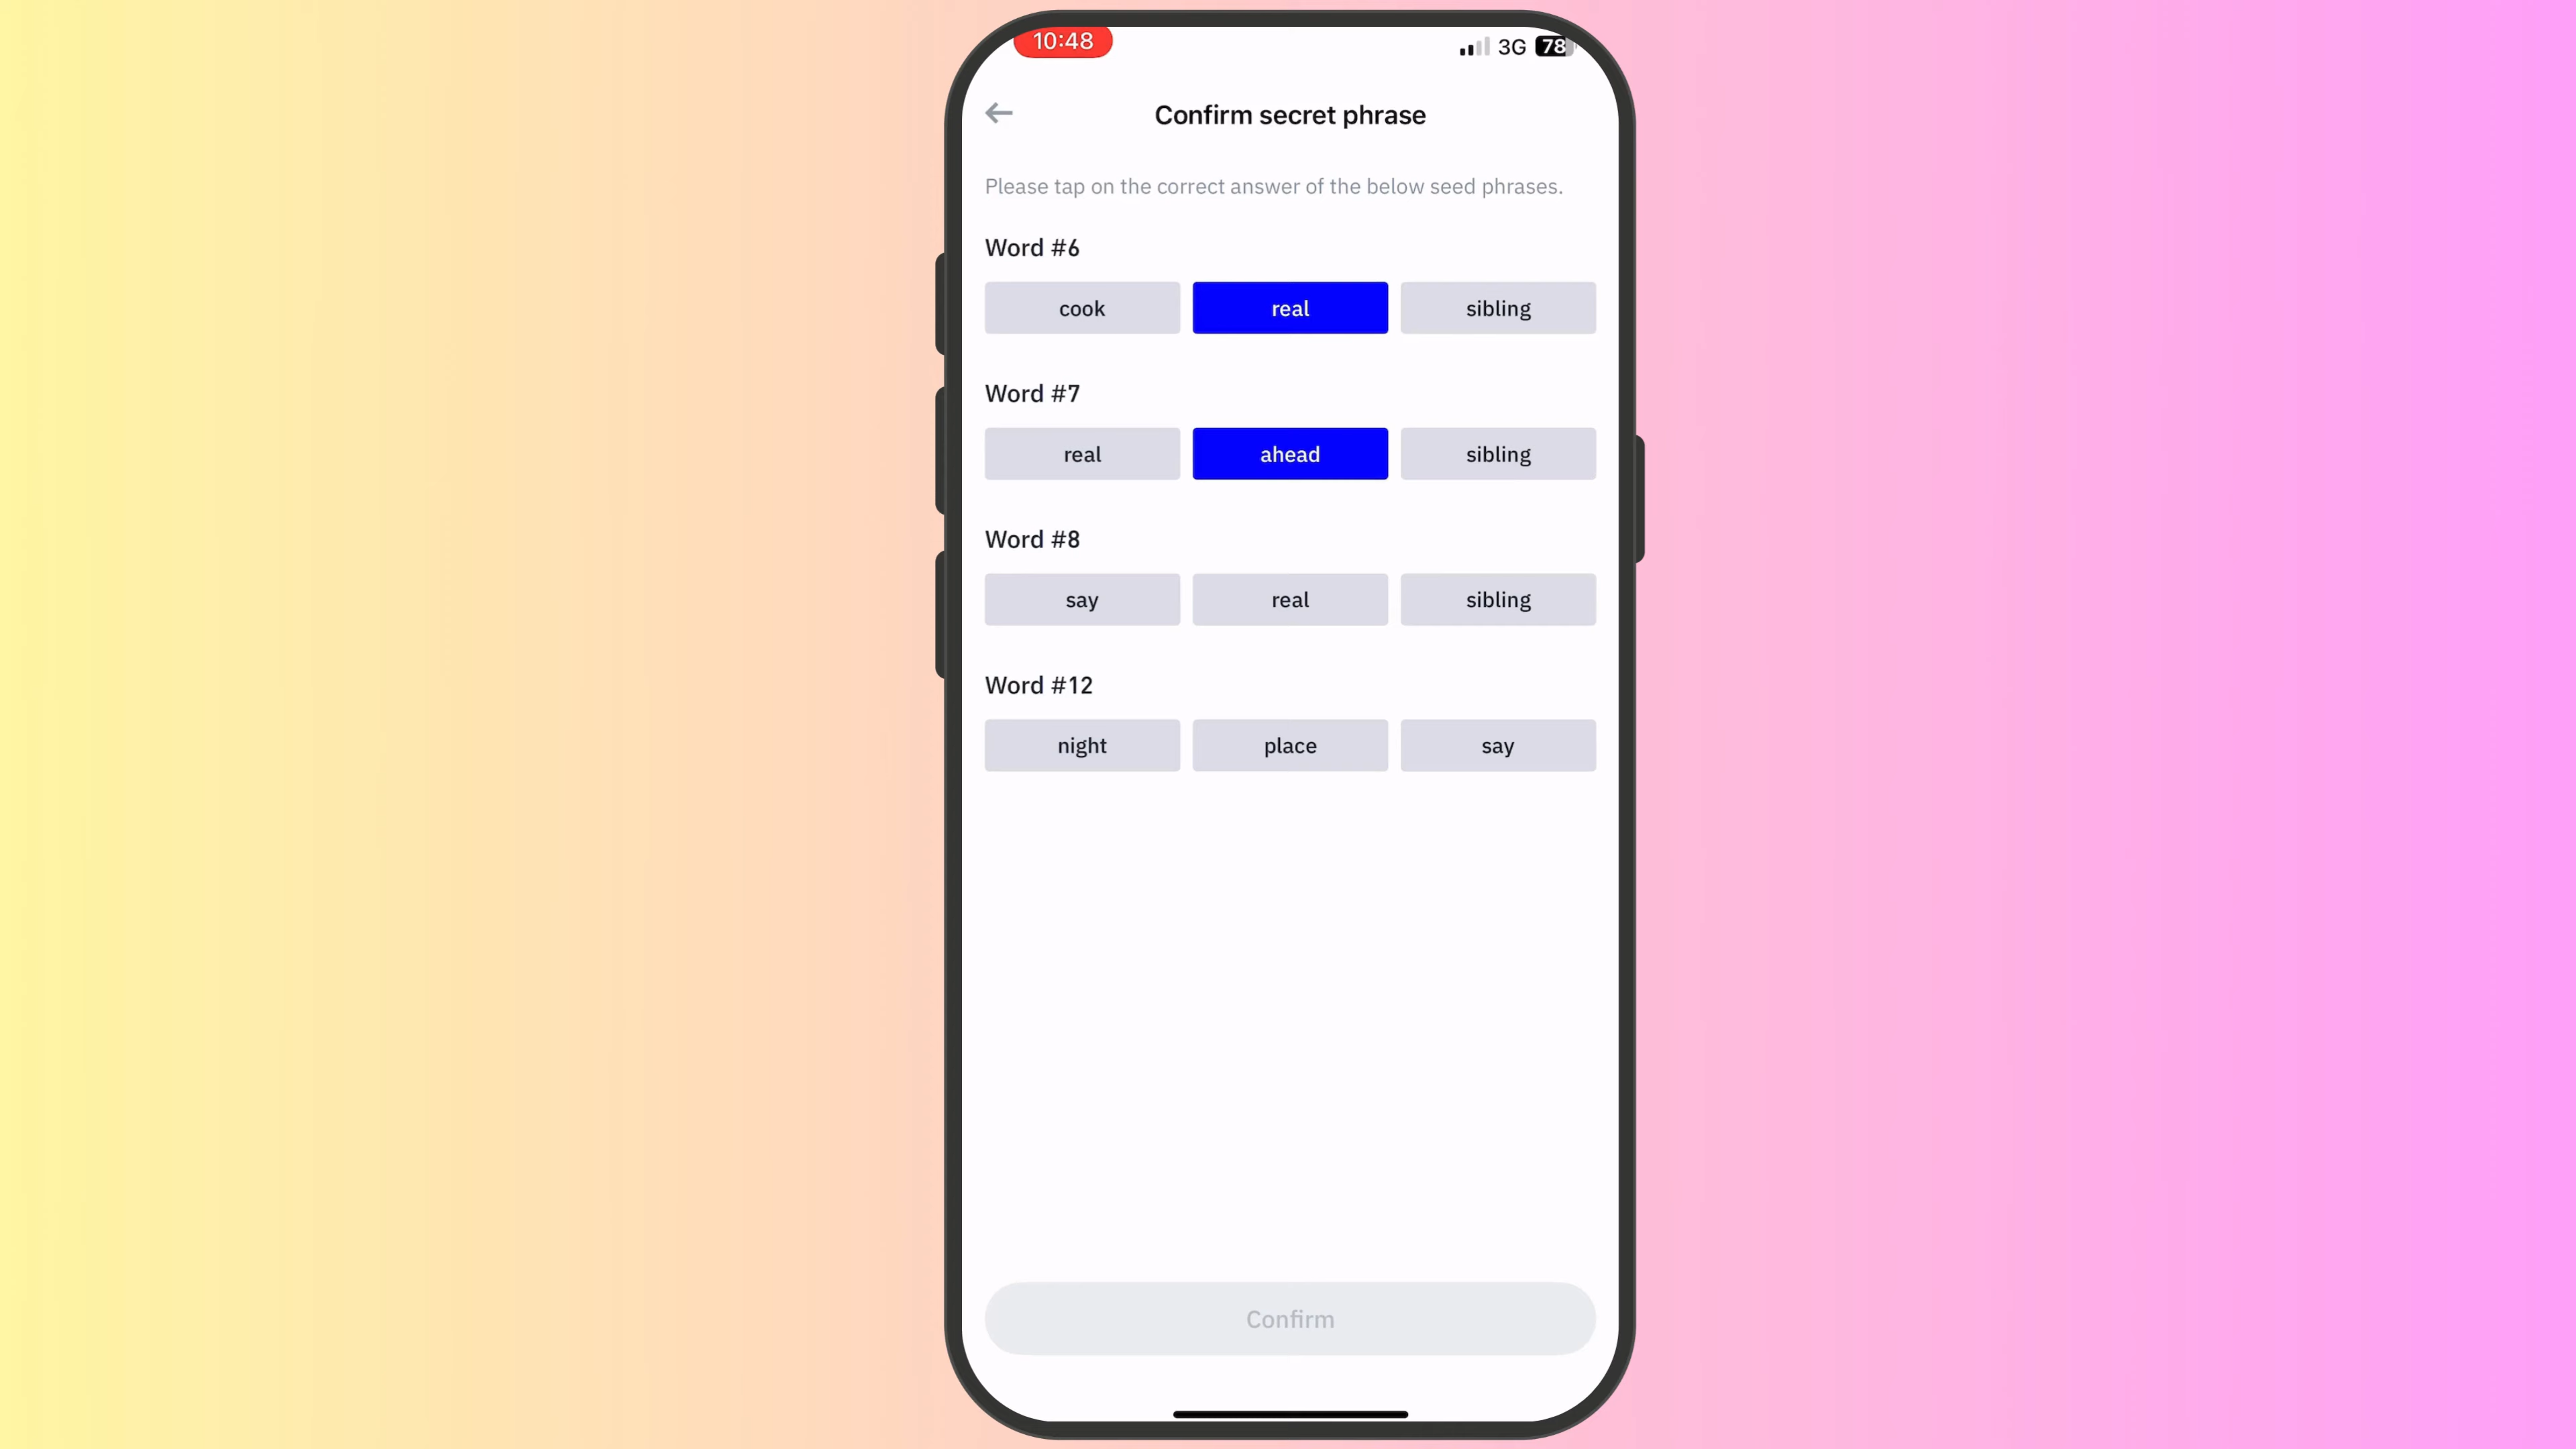 10:48 3G 78
Confirm secret phrase
Please tap on the correct answer of the below seed phrases.
Word #6
cook real sibling
Word #7
real ahead sibling
Word #8
say real sibling
Word #12
night place say
Confirm